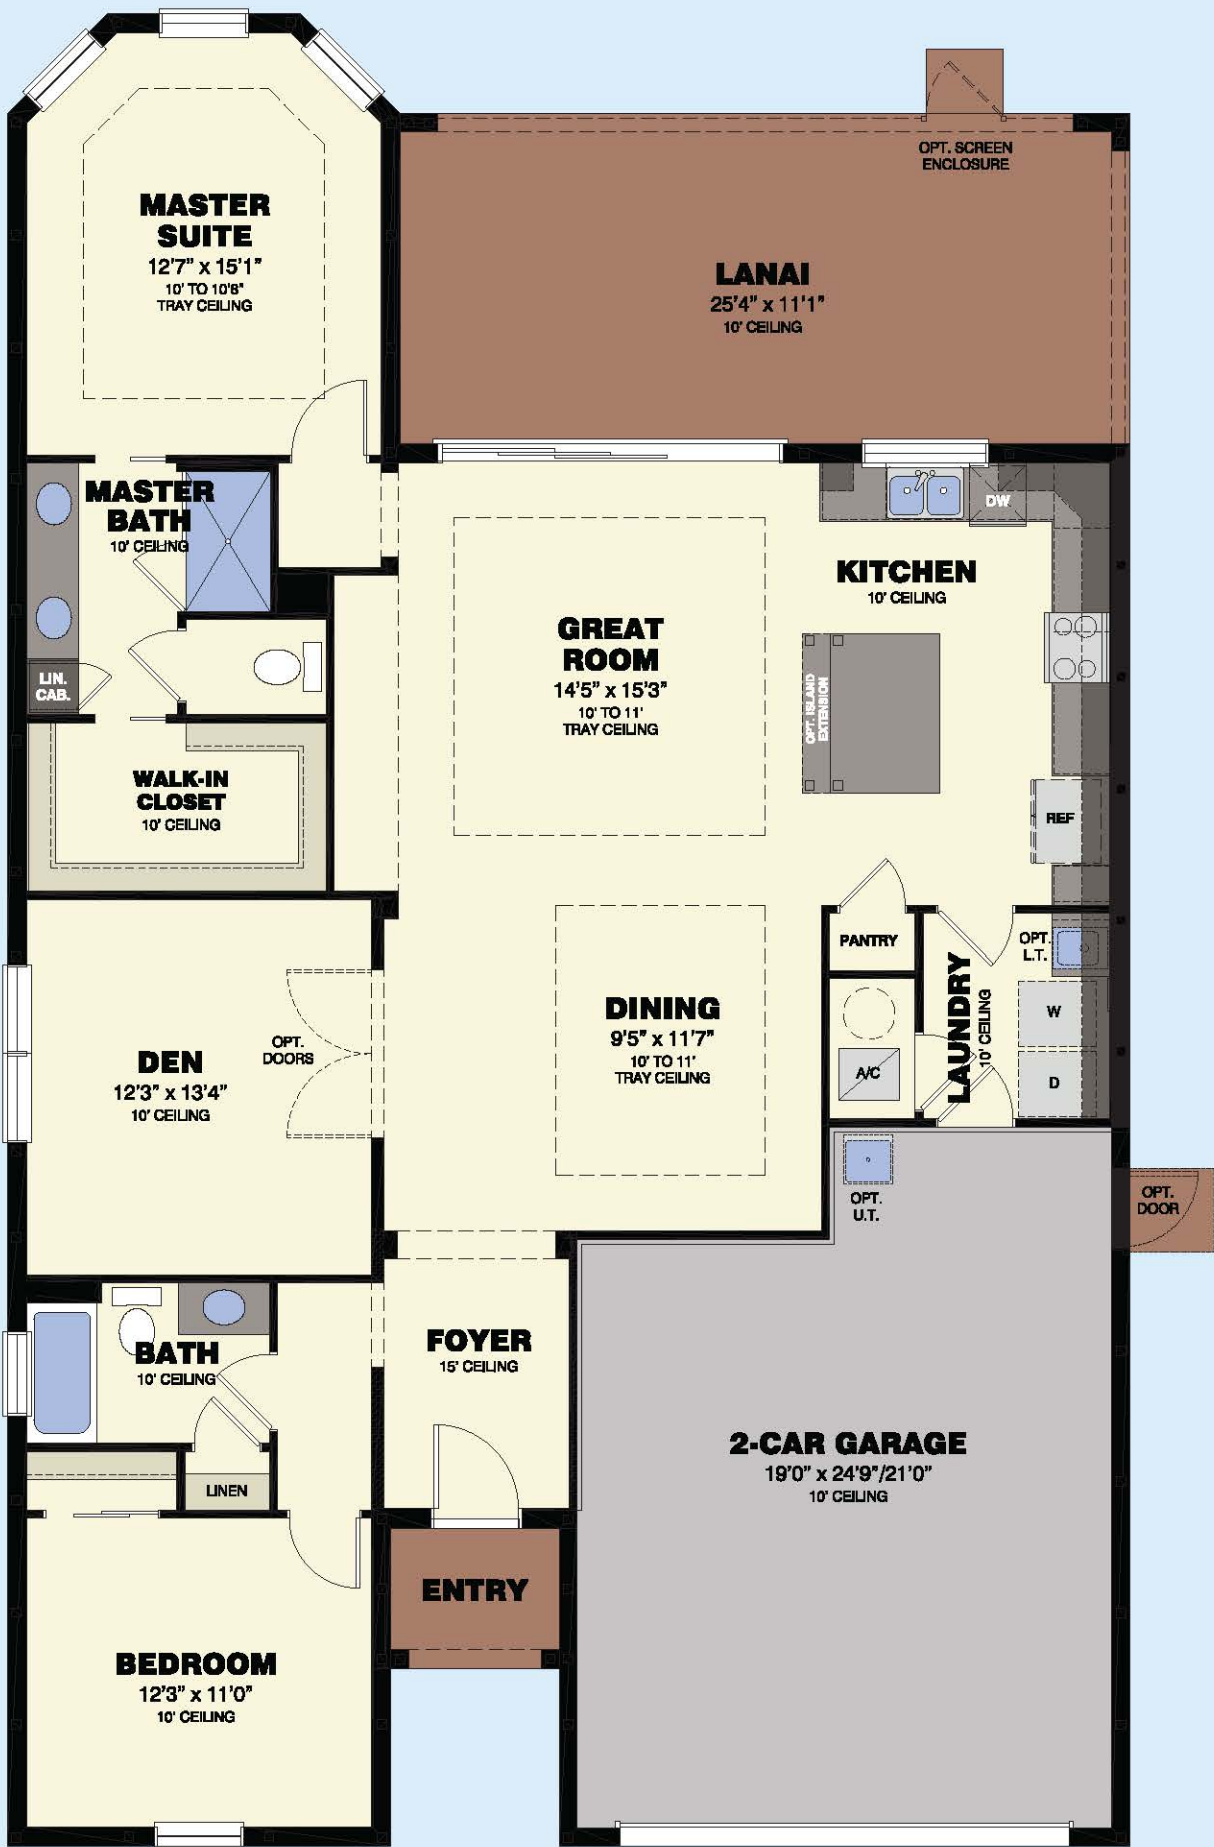 MASTER
SUITE
12'7" x 15'1"
10' TO 10'8"
TRAY CEILING
OPT. SCREEN
ENCLOSURE
LANAI
25'4" x 11'1"
10' CEILING
MASTER
BATH
10' CEILING
LIN.
CAB.
WALK-IN
CLOSET
10' CEILING
GREAT
ROOM
14'5" x 15'3"
10' TO 11'
TRAY CEILING
DW
KITCHEN
10' CEILING
OPT. ISLAND
EXTENSION
REF
PANTRY
OPT.
L.T.
LAUNDRY
10' CEILING
W
D
A/C
DINING
9'5" x 11'7"
10' TO 11'
TRAY CEILING
DEN
12'3" x 13'4"
10' CEILING
OPT.
DOORS
OPT.
U.T.
OPT.
DOOR
BATH
10' CEILING
LINEN
FOYER
15' CEILING
2-CAR GARAGE
19'0" x 24'9"/21'0"
10' CEILING
ENTRY
BEDROOM
12'3" x 11'0"
10' CEILING